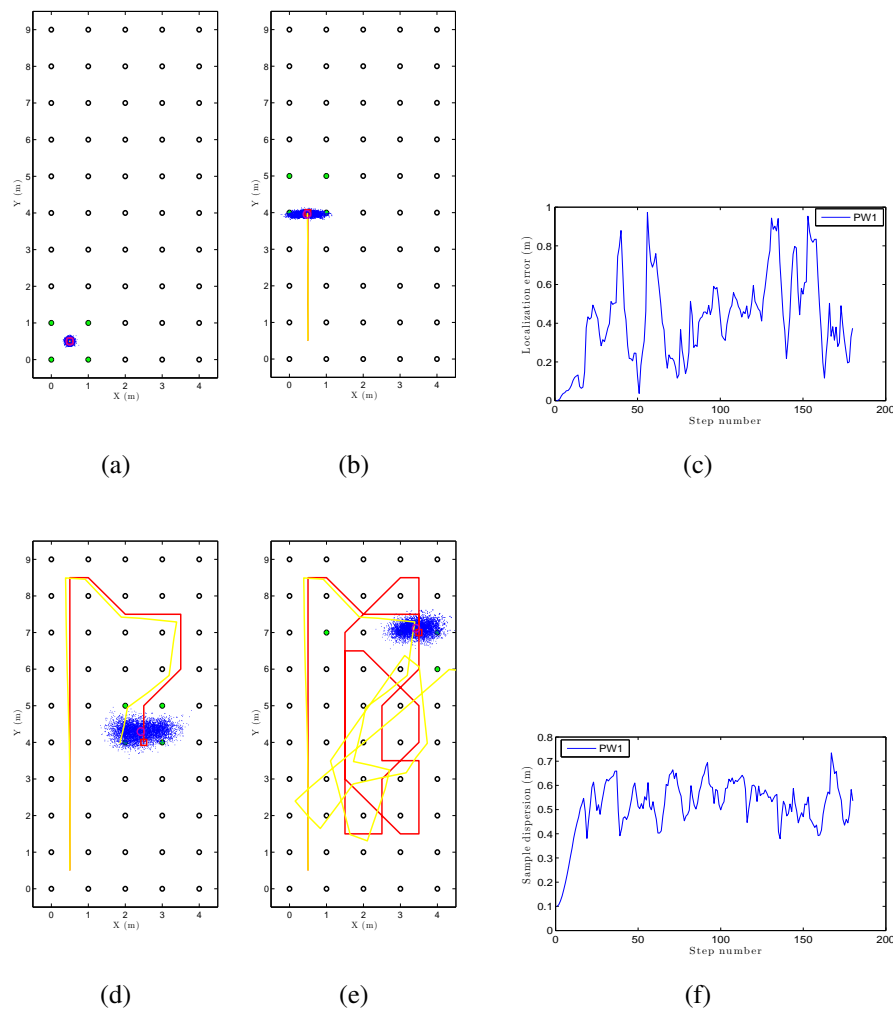 9
8
7
6
5
4
3
2
1
0
Y (m)
0 1 2 3 4
X (m)
(a)
9
8
7
6
5
4
3
2
1
0
Y (m)
0 1 2 3 4
X (m)
(b)
1
0.8
0.6
0.4
0.2
0
Localization error (m)
PW1
0 50 100 150 200
Step number
(c)
9
8
7
6
5
4
3
2
1
0
Y (m)
0 1 2 3 4
X (m)
(d)
9
8
7
6
5
4
3
2
1
0
Y (m)
0 1 2 3 4
X (m)
(e)
0.8
0.7
0.6
0.5
0.4
0.3
0.2
0.1
0
Sample dispersion (m)
PW1
0 50 100 150 200
Step number
(f)